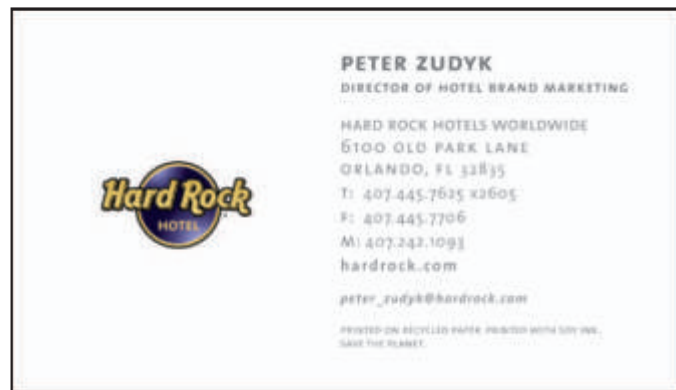 Hard Rock
HOTEL
PETER ZUDYK
DIRECTOR OF HOTEL BRAND MARKETING
HARD ROCK HOTELS WORLDWIDE
6100 OLD PARK LANE
ORLANDO, FL 32835
T: 407.445.7625 x2605
F: 407.445.7706
M: 407.242.1093
hardrock.com
peter_zudyk@hardrock.com
PRINTED ON RECYCLED PAPER. PRINTED WITH SOY INK.
SAVE THE PLANET.